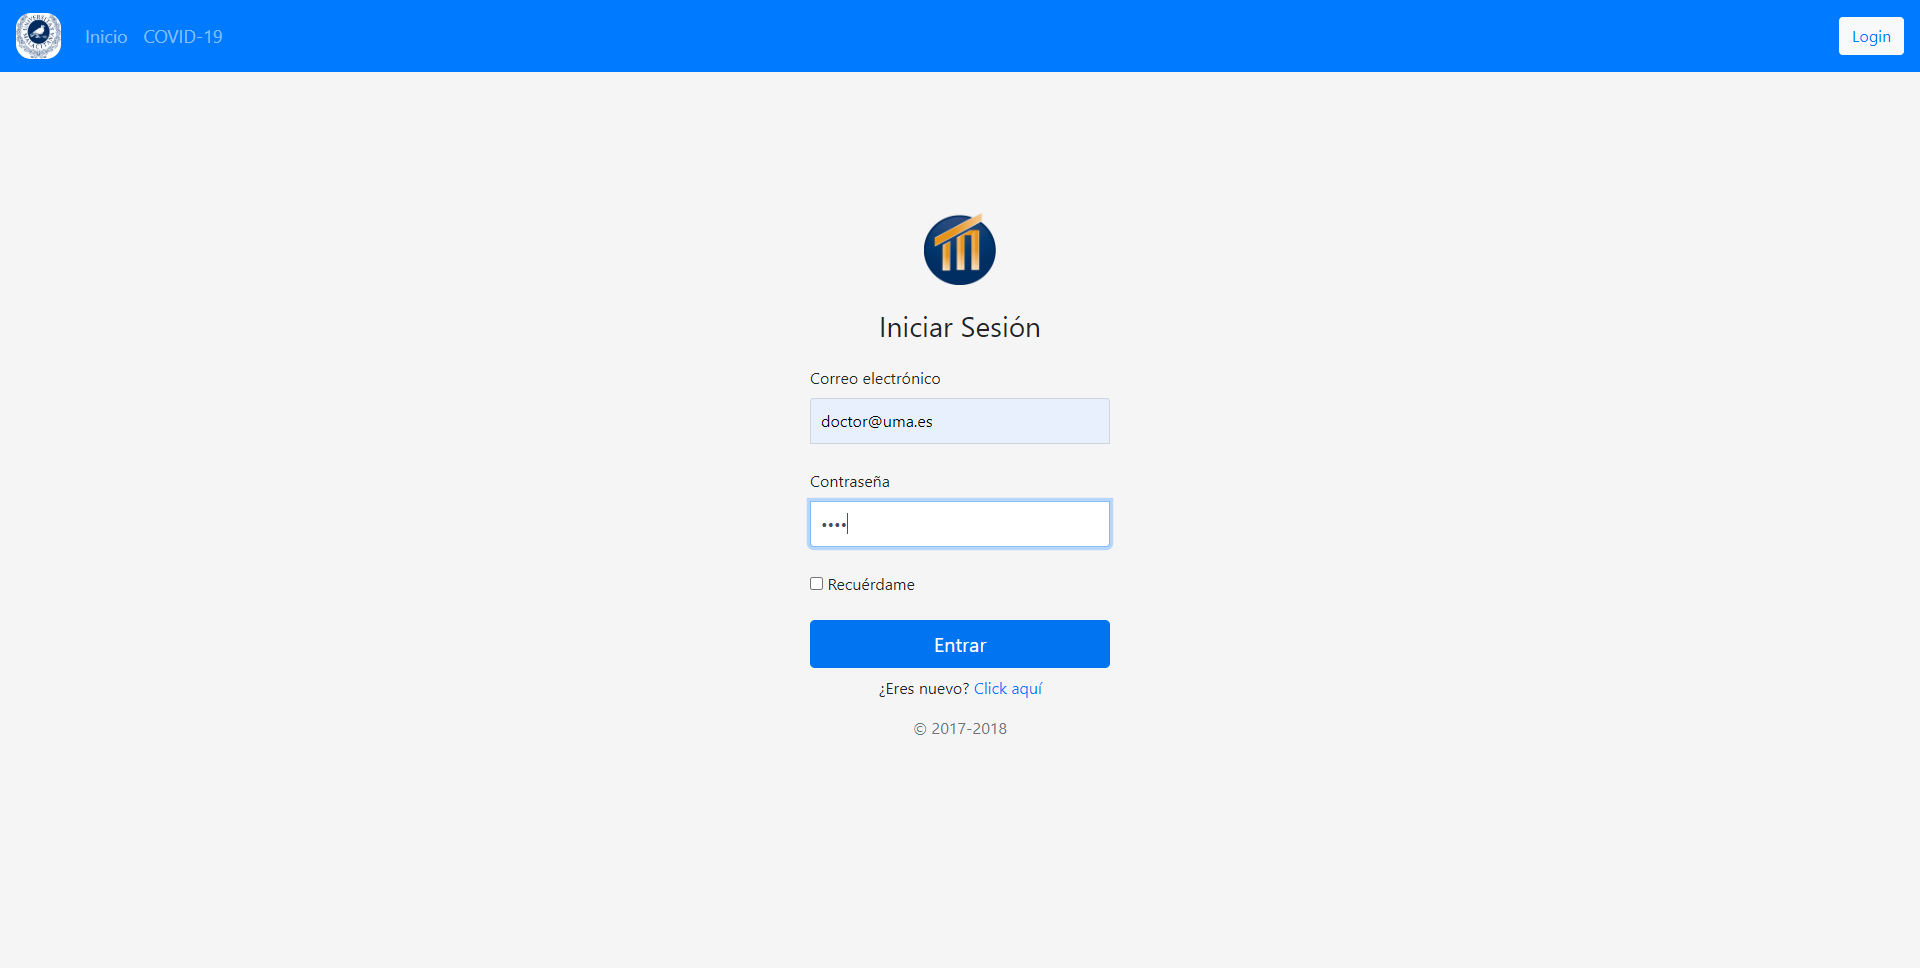 Inicio COVID-19 Login
Iniciar Sesión
Correo electrónico
doctor@uma.es
Contraseña
••••
Recuérdame
Entrar
¿Eres nuevo? Click aquí
© 2017-2018